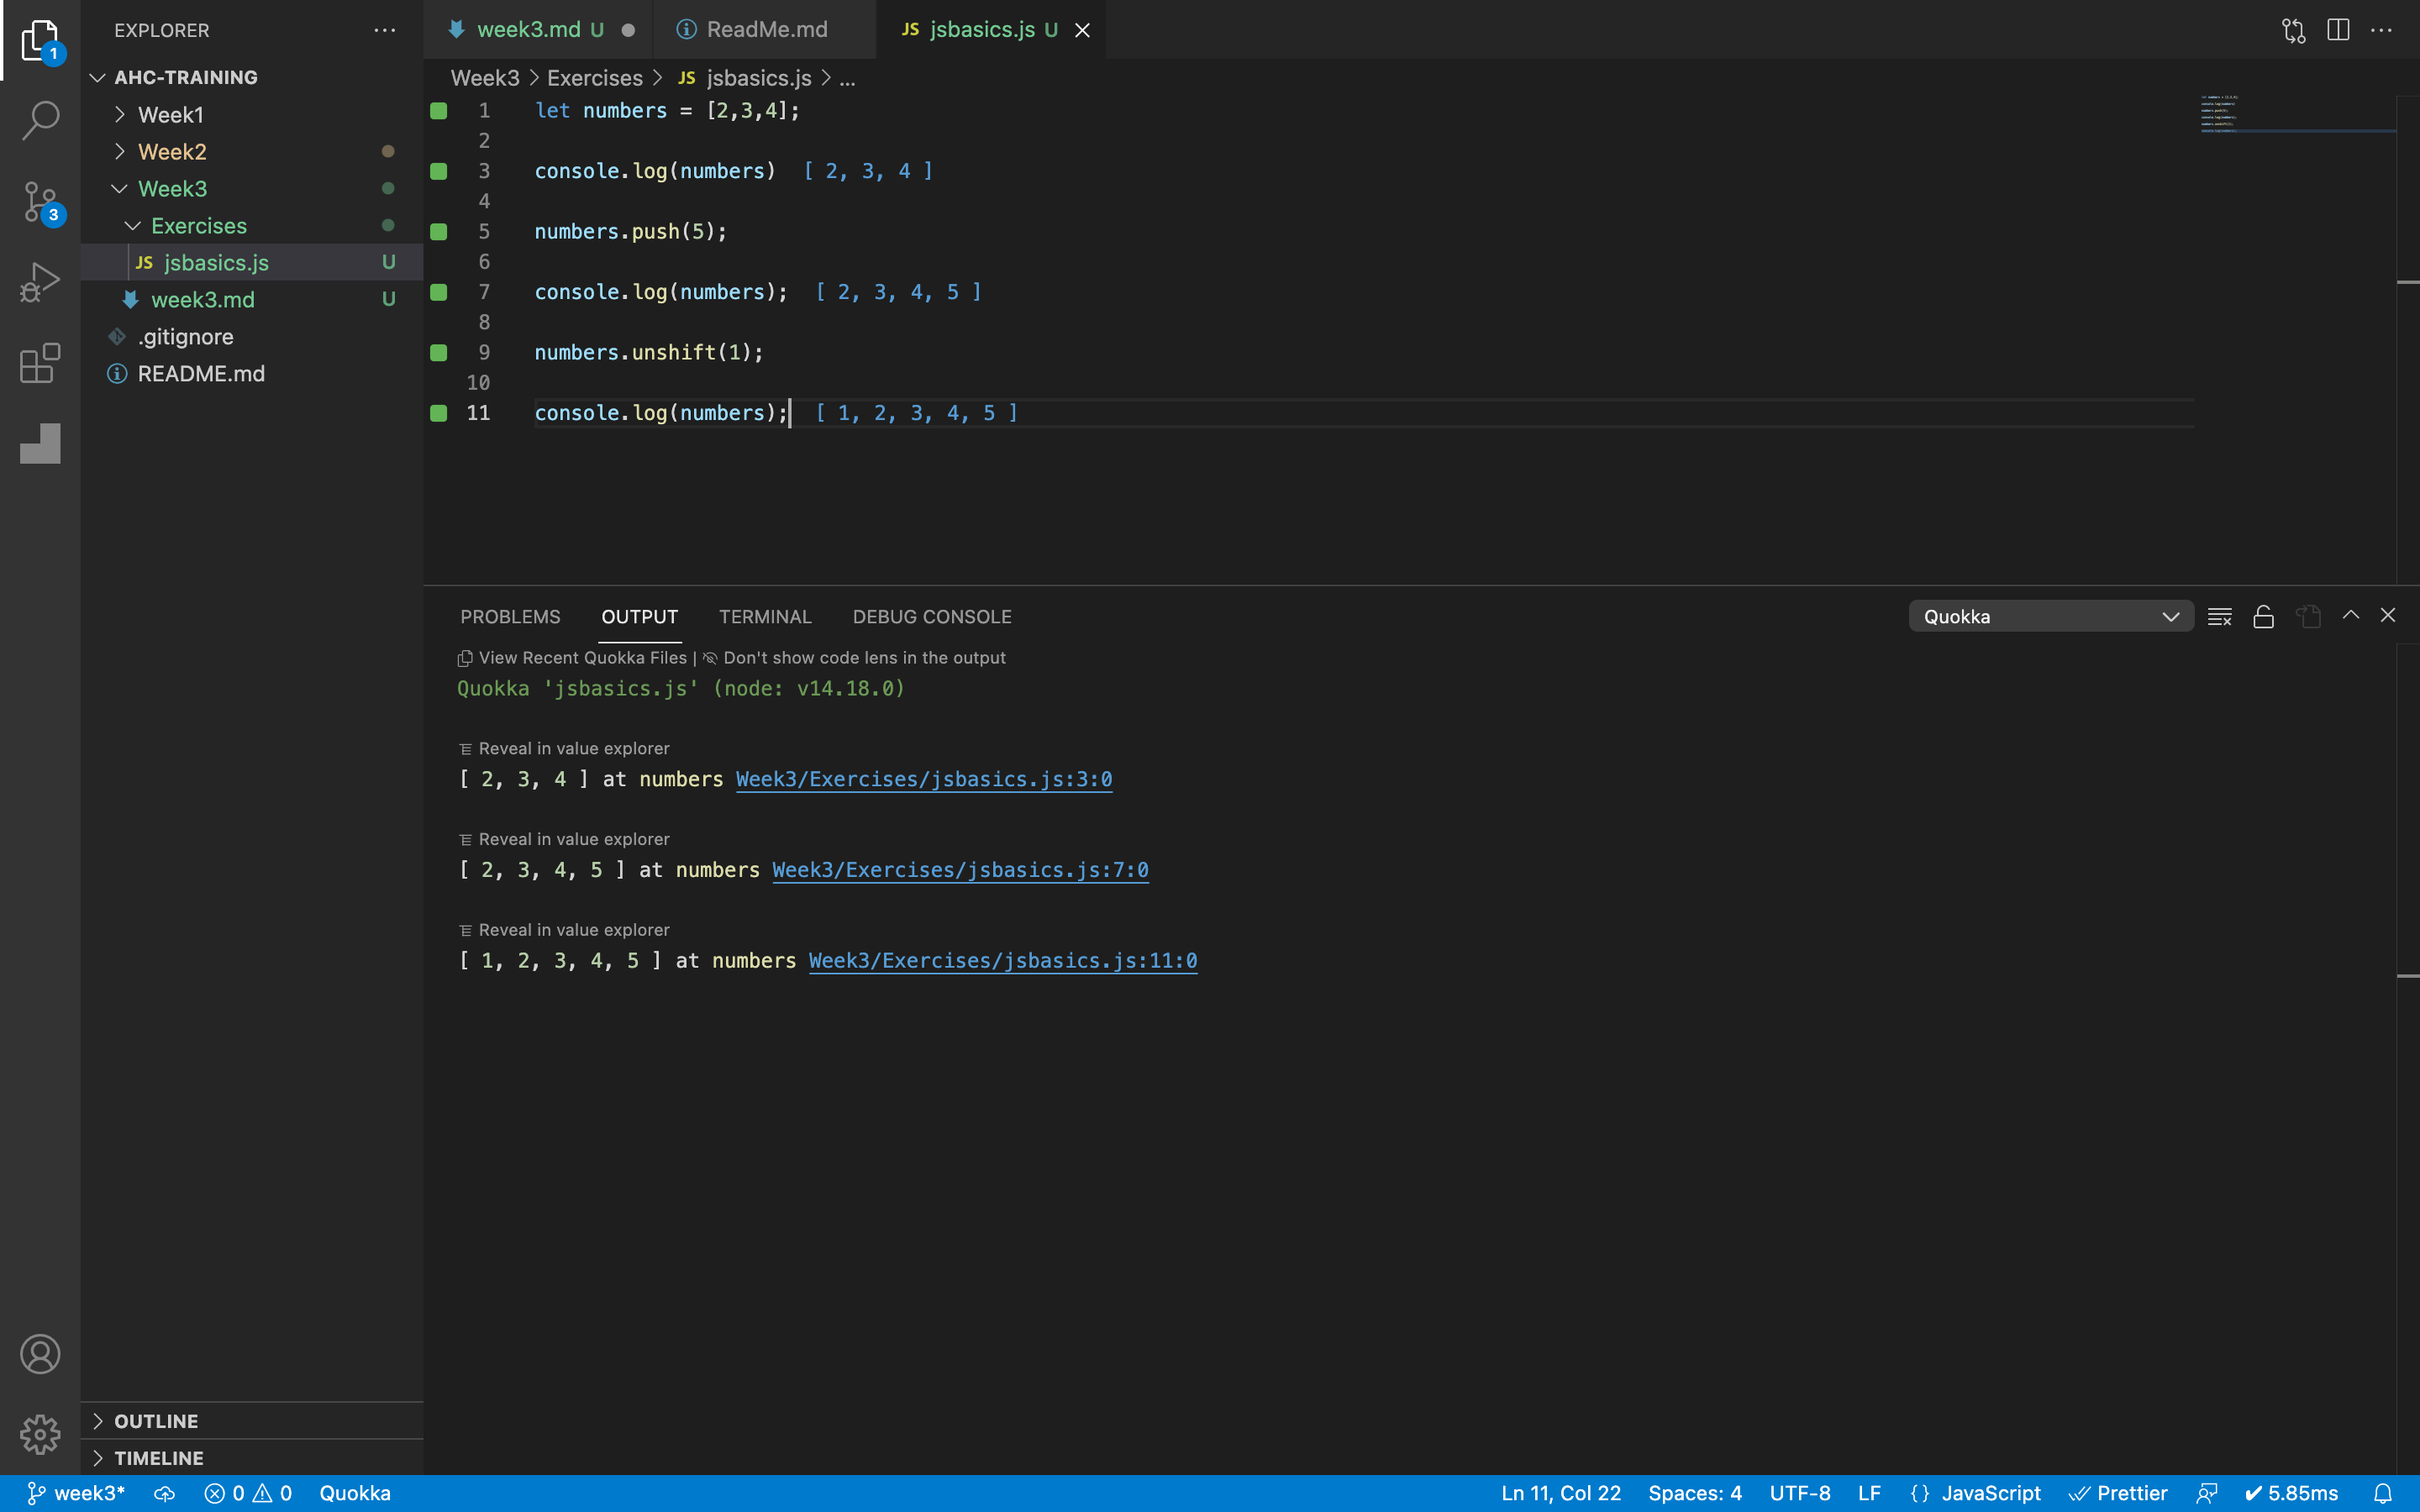 EXPLORER
1
3
AHC-TRAINING
Week1
Week2
Week3
Exercises
JS jsbasics.js U
week3.md U
.gitignore
README.md
OUTLINE
TIMELINE
week3.md U
ReadMe.md
JS jsbasics.js U
Week3 > Exercises > JS jsbasics.js > ...
1 let numbers = [2,3,4];
2
3 console.log(numbers) [ 2, 3, 4 ]
4
5 numbers.push(5);
6
7 console.log(numbers); [ 2, 3, 4, 5 ]
8
9 numbers.unshift(1);
10
11 console.log(numbers); [ 1, 2, 3, 4, 5 ]
PROBLEMS OUTPUT TERMINAL DEBUG CONSOLE
Quokka
View Recent Quokka Files | Don't show code lens in the output
Quokka 'jsbasics.js' (node: v14.18.0)
Reveal in value explorer
[ 2, 3, 4 ] at numbers Week3/Exercises/jsbasics.js:3:0
Reveal in value explorer
[ 2, 3, 4, 5 ] at numbers Week3/Exercises/jsbasics.js:7:0
Reveal in value explorer
[ 1, 2, 3, 4, 5 ] at numbers Week3/Exercises/jsbasics.js:11:0
week3* 0 0 Quokka Ln 11, Col 22 Spaces: 4 UTF-8 LF {} JavaScript Prettier 5.85ms